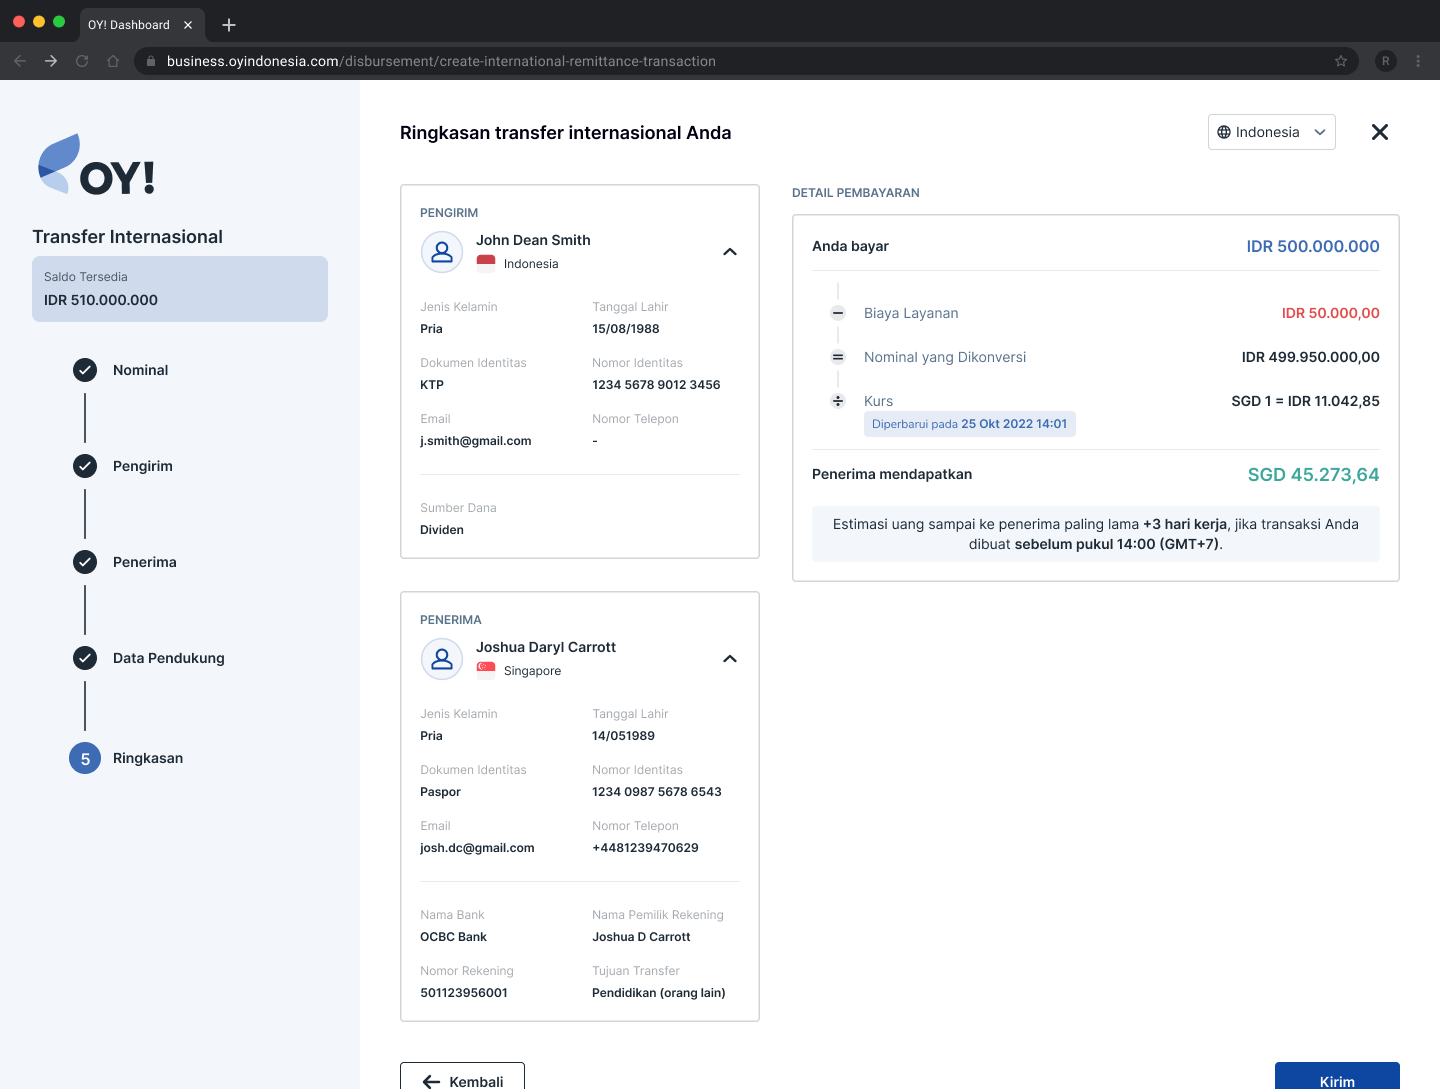 OY! Dashboard
business.oyindonesia.com/disbursement/create-international-remittance-transaction
R
OY!
Transfer Internasional
Saldo Tersedia
IDR 510.000.000
Nominal
Pengirim
Penerima
Data Pendukung
5 Ringkasan
Ringkasan transfer internasional Anda
Indonesia
PENGIRIM
John Dean Smith
Indonesia
Jenis Kelamin Tanggal Lahir
Pria 15/08/1988
Dokumen Identitas Nomor Identitas
KTP 1234 5678 9012 3456
Email Nomor Telepon
j.smith@gmail.com -
Sumber Dana
Dividen
PENERIMA
Joshua Daryl Carrott
Singapore
Jenis Kelamin Tanggal Lahir
Pria 14/051989
Dokumen Identitas Nomor Identitas
Paspor 1234 0987 5678 6543
Email Nomor Telepon
josh.dc@gmail.com +4481239470629
Nama Bank Nama Pemilik Rekening
OCBC Bank Joshua D Carrott
Nomor Rekening Tujuan Transfer
501123956001 Pendidikan (orang lain)
DETAIL PEMBAYARAN
Anda bayar IDR 500.000.000
Biaya Layanan IDR 50.000,00
Nominal yang Dikonversi IDR 499.950.000,00
Kurs SGD 1 = IDR 11.042,85
Diperbarui pada 25 Okt 2022 14:01
Penerima mendapatkan SGD 45.273,64
Estimasi uang sampai ke penerima paling lama +3 hari kerja, jika transaksi Anda
dibuat sebelum pukul 14:00 (GMT+7).
Kembali
Kirim